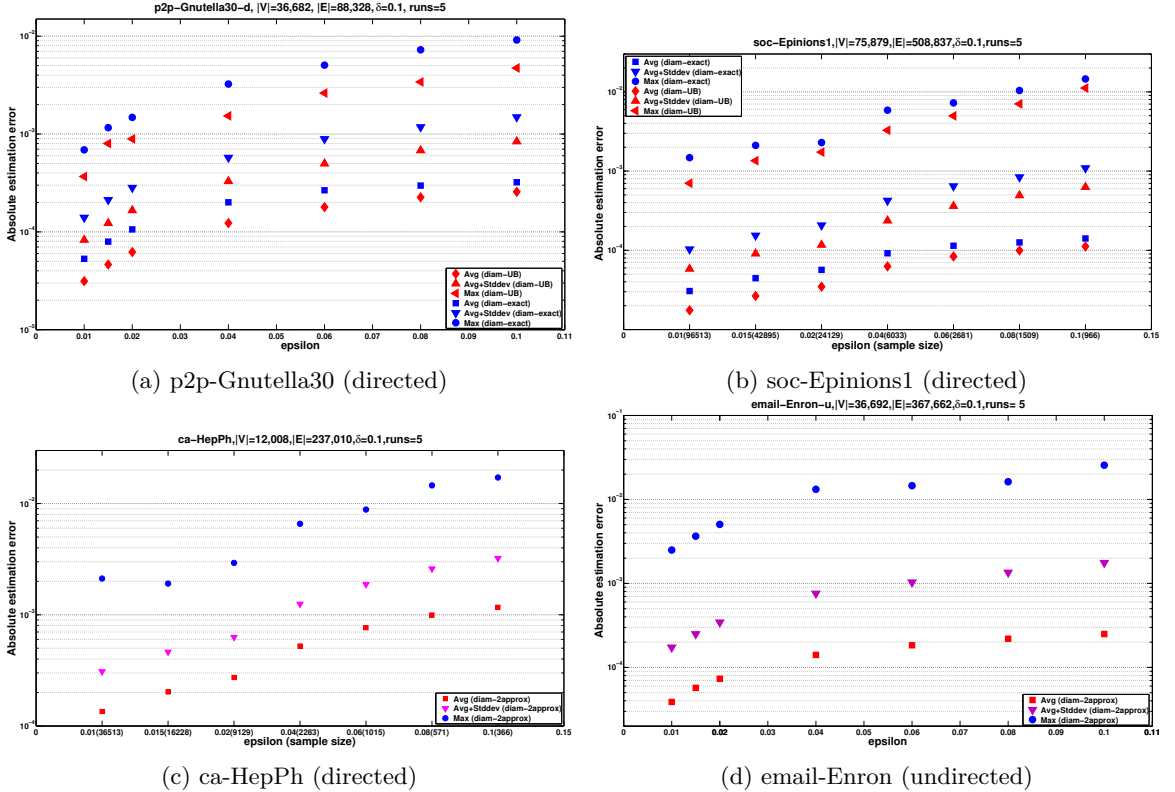 p2p-Gnutella30-d, |V|=36,682, |E|=88,328,δ=0.1, runs=5
Absolute estimation error
10⁻²
10⁻³
10⁻⁴
10⁻⁵
Avg (diam-UB)
Avg+Stddev (diam-UB)
Max (diam-UB)
Avg (diam-exact)
Avg+Stddev (diam-exact)
Max (diam-exact)
0 0.01 0.02 0.03 0.04 0.05 0.06 0.07 0.08 0.09 0.1 0.11
epsilon
(a) p2p-Gnutella30 (directed)
soc-Epinions1,|V|=75,879,|E|=508,837,δ=0.1,runs=5
Absolute estimation error
Avg (diam-exact)
Avg+Stddev (diam-exact)
Max (diam-exact)
Avg (diam-UB)
Avg+Stddev (diam-UB)
Max (diam-UB)
10⁻²
10⁻³
10⁻⁴
0 0.01(96513) 0.015(42895) 0.02(24129) 0.04(6033) 0.06(2681) 0.08(1509) 0.1(966) 0.15
epsilon (sample size)
(b) soc-Epinions1 (directed)
ca-HepPh,|V|=12,008,|E|=237,010,δ=0.1,runs=5
Absolute estimation error
10⁻²
10⁻³
10⁻⁴
Avg (diam-2approx)
Avg+Stddev (diam-2approx)
Max (diam-2approx)
0 0.01(36513) 0.015(16228) 0.02(9129) 0.04(2283) 0.06(1015) 0.08(571) 0.1(366) 0.15
epsilon (sample size)
(c) ca-HepPh (directed)
email-Enron-u,|V|=36,692,|E|=367,662,δ=0.1,runs= 5
Absolute estimation error
10⁻¹
10⁻²
10⁻³
10⁻⁴
Avg (diam-2approx)
Avg+Stddev (diam-2approx)
Max (diam-2approx)
0 0.01 0.02 0.03 0.04 0.05 0.06 0.07 0.08 0.09 0.1 0.11
epsilon
(d) email-Enron (undirected)